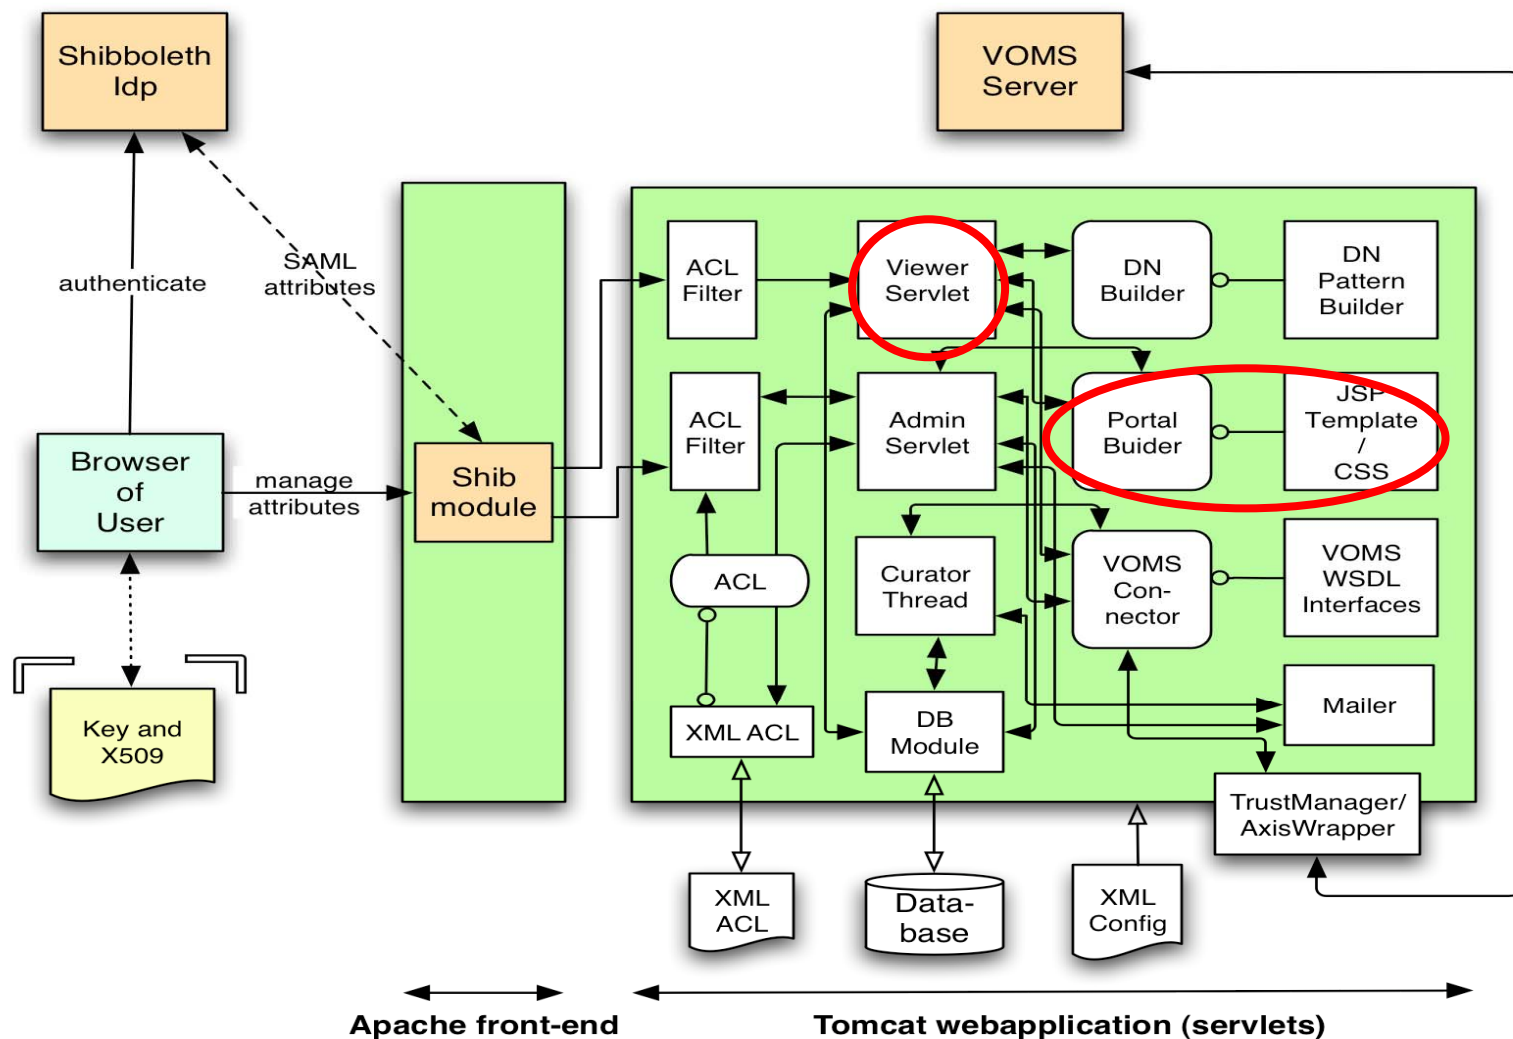 Shibboleth
Idp
VOMS
Server
authenticate
SAML
attributes
ACL
Filter
Viewer
Servlet
DN
Builder
DN
Pattern
Builder
ACL
Filter
Admin
Servlet
Portal
Buider
JSP
Template
/
CSS
Browser
of
User
manage
attributes
Shib
module
ACL
Curator
Thread
VOMS
Con-
nector
VOMS
WSDL
Interfaces
Key and
X509
XML ACL
DB
Module
Mailer
TrustManager/
AxisWrapper
XML
ACL
Data-
base
XML
Config
Apache front-end
Tomcat webapplication (servlets)